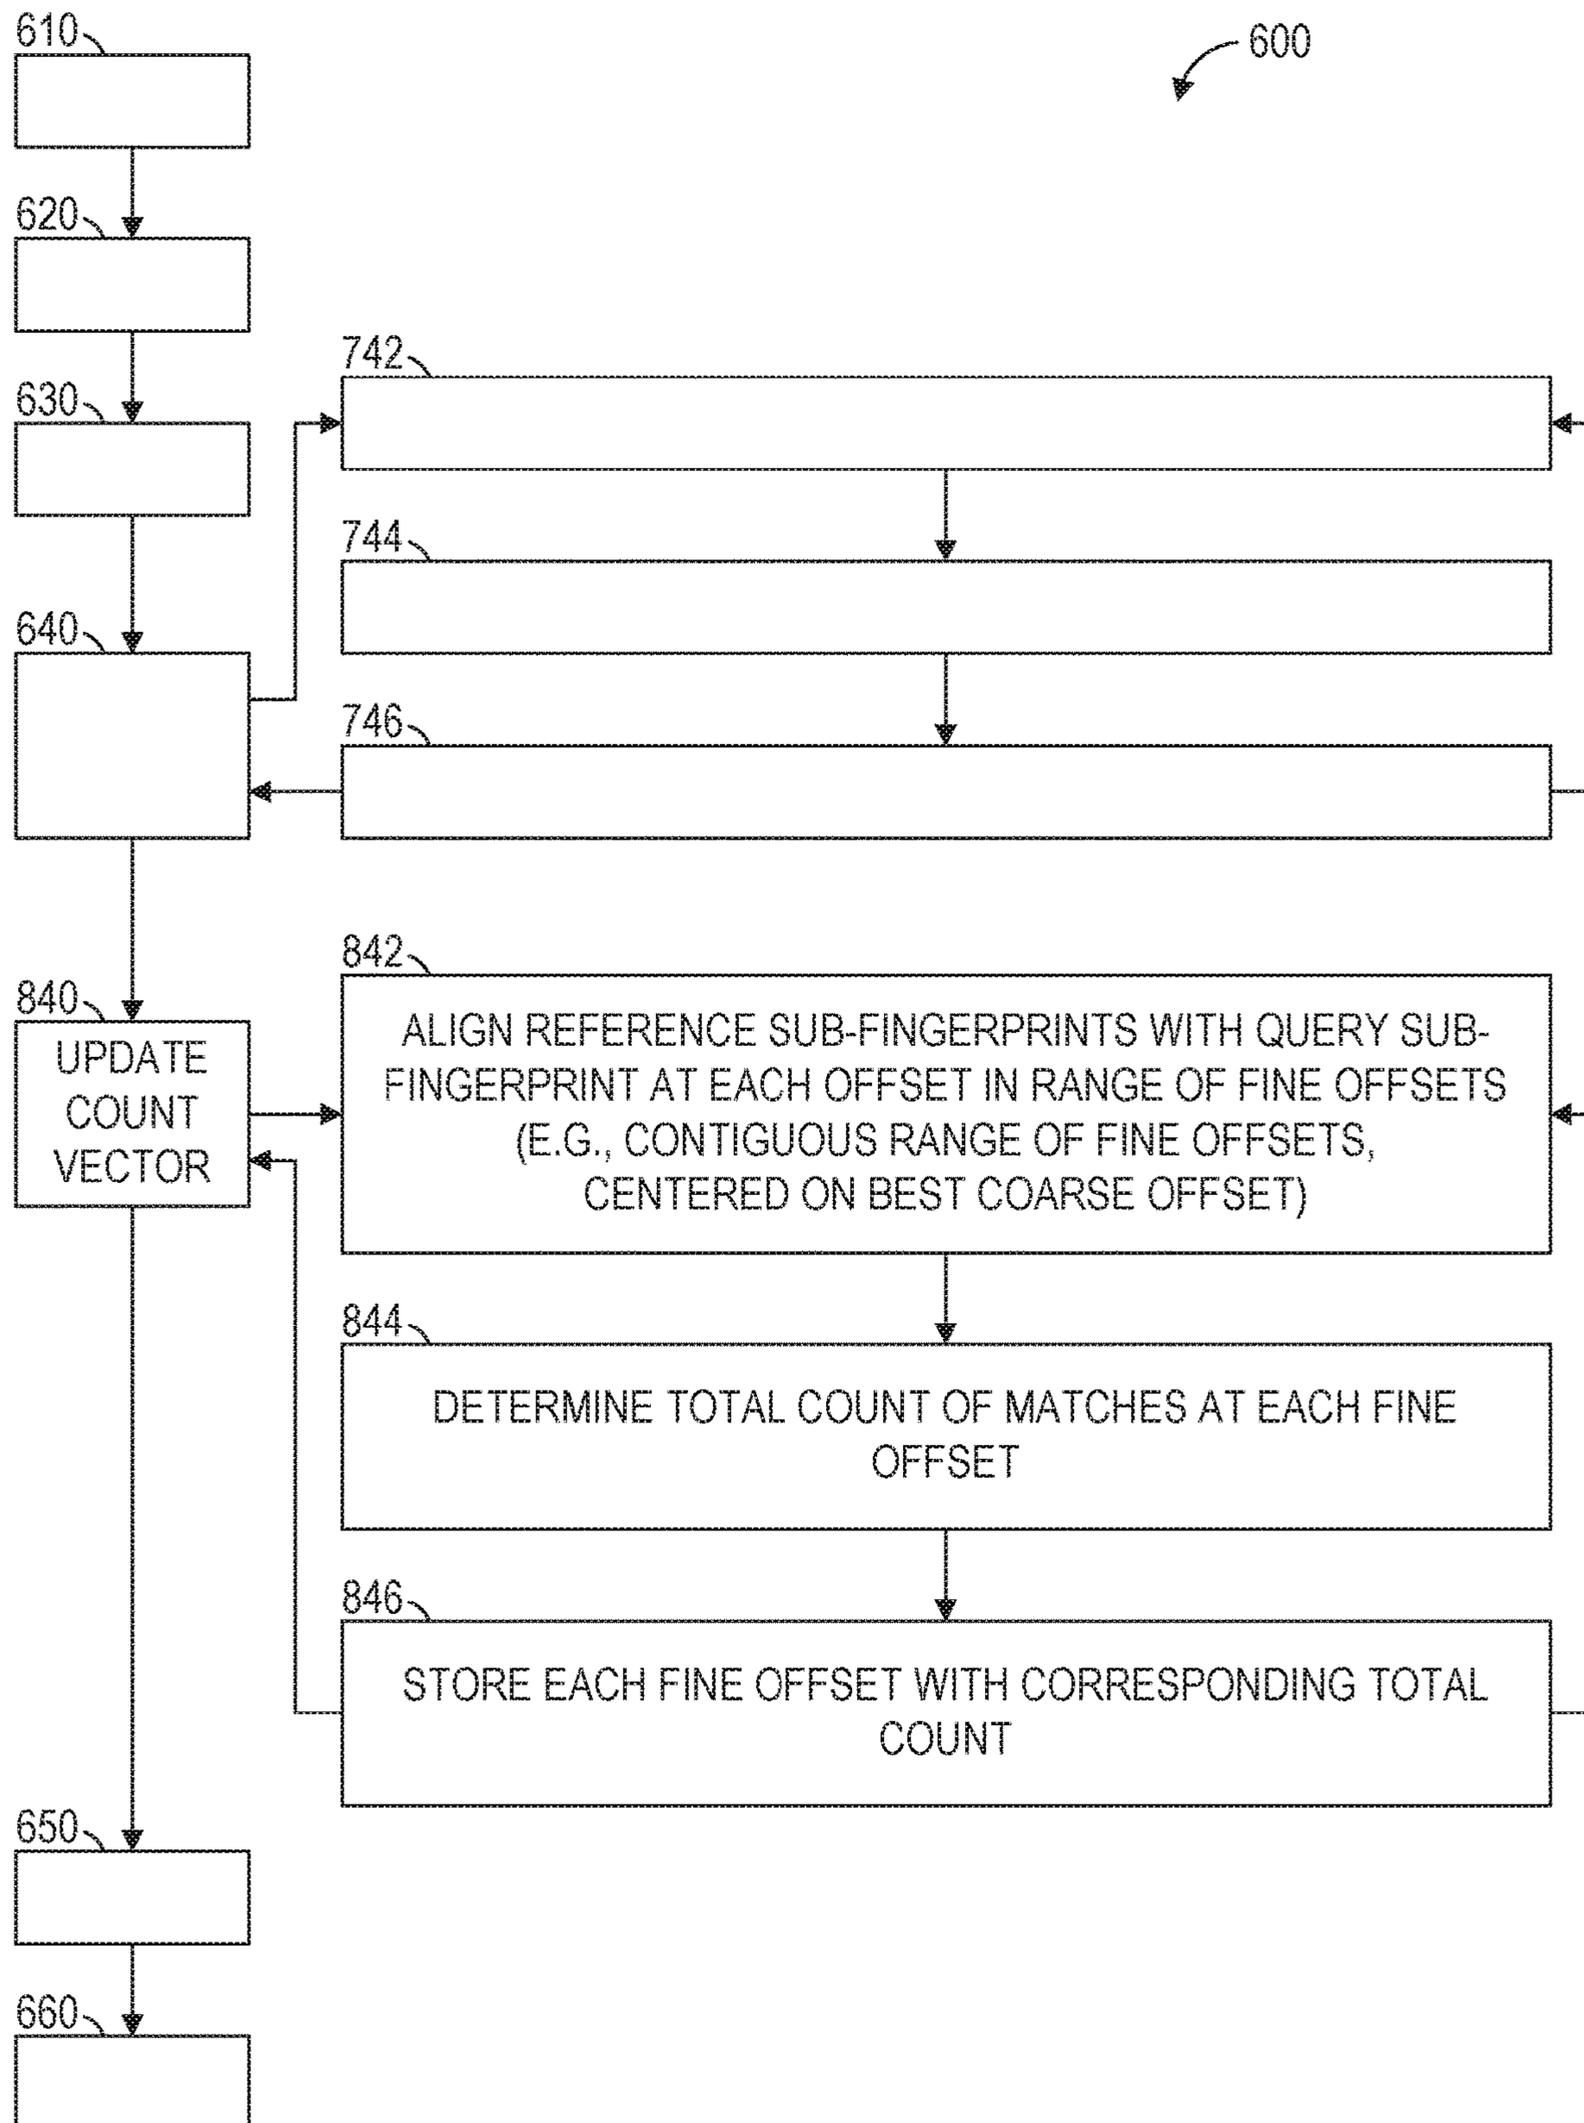 610
600
620
742
630
744
640
746
842
840
ALIGN REFERENCE SUB-FINGERPRINTS WITH QUERY SUB-
FINGERPRINT AT EACH OFFSET IN RANGE OF FINE OFFSETS
(E.G., CONTIGUOUS RANGE OF FINE OFFSETS,
CENTERED ON BEST COARSE OFFSET)
UPDATE
COUNT
VECTOR
844
DETERMINE TOTAL COUNT OF MATCHES AT EACH FINE
OFFSET
846
STORE EACH FINE OFFSET WITH CORRESPONDING TOTAL
COUNT
650
660